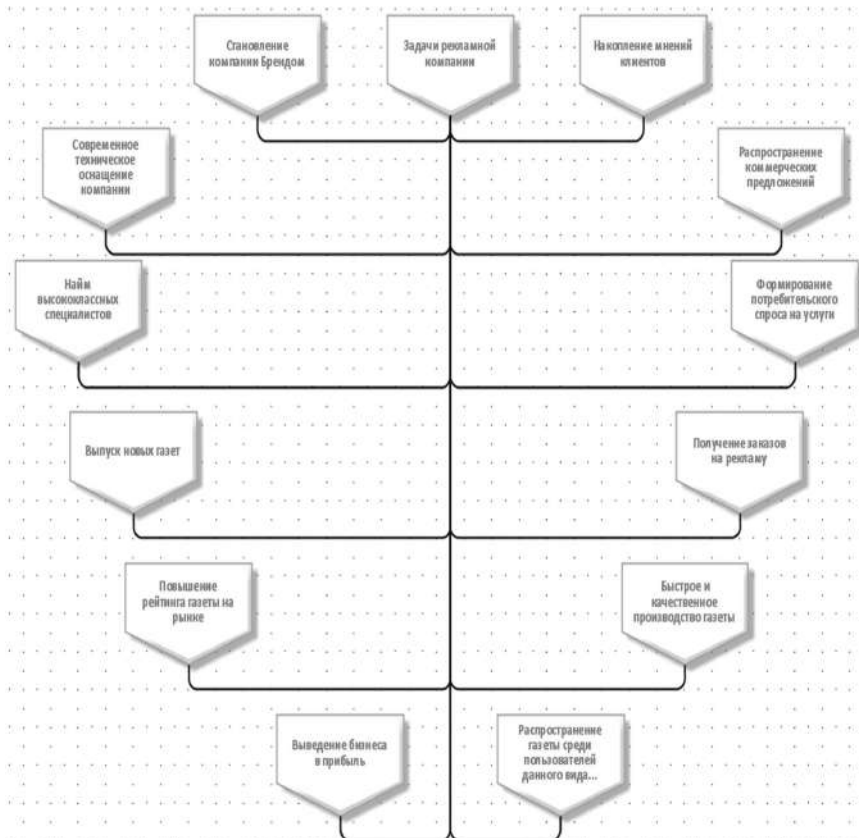 Становление
компании Брендом
Задачи рекламной
компании
Накопление мнений
клиентов
Современное
техническое
оснащение
компании
Распространение
коммерческих
предложений
Найм
высококлассных
специалистов
Формирование
потребительского
спроса на услуги
Выпуск новых газет
Получение заказов
на рекламу
Повышение
рейтинга газеты на
рынке
Быстрое и
качественное
производство газеты
Выведение бизнеса
в прибыль
Распространение
газеты среди
пользователей
данного вида...